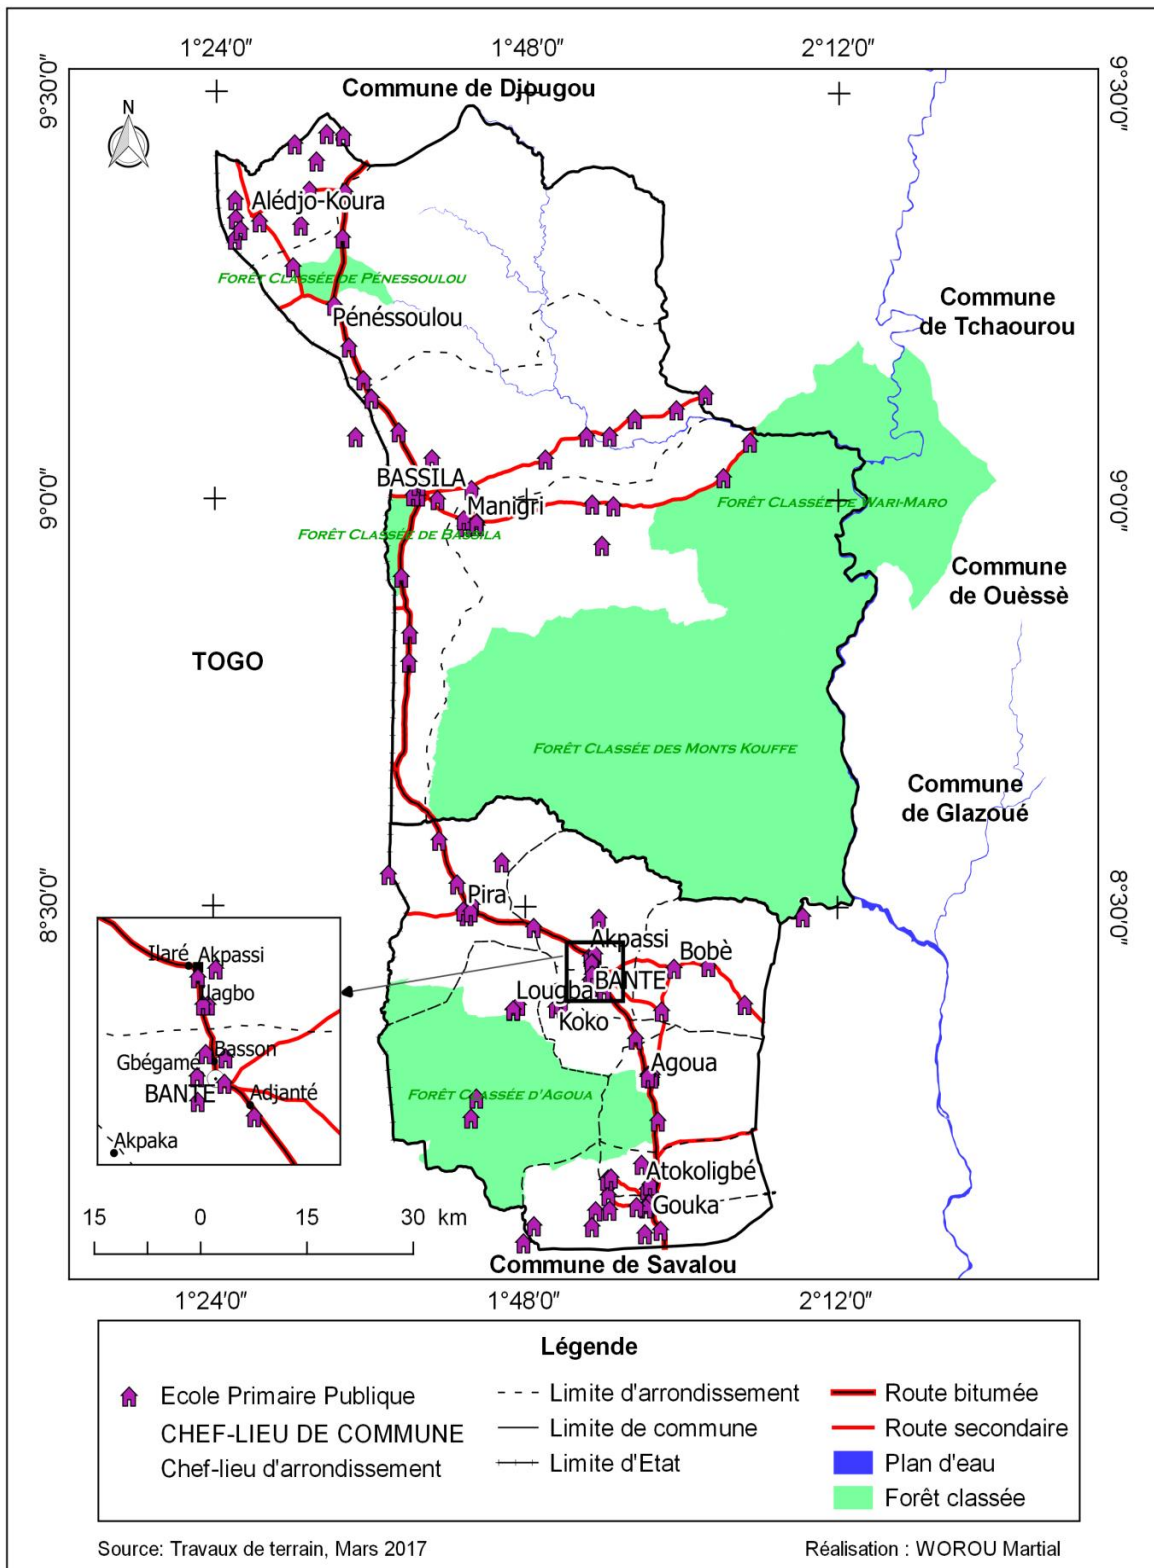 1°24'0"
1°48'0"
2°12'0"
9°30'0"
9°30'0"
Commune de Djougou
N
Alédjo-Koura
Forêt Classée de Pénessoulou
Pénéssoulou
Commune
de Tchaourou
BASSILA
Manigri
9°0'0"
9°0'0"
Forêt Classée de Wari-Maro
Forêt Classée de Bassila
Commune
de Ouèssè
TOGO
Forêt Classée des Monts Kouffe
Commune
de Glazoué
Pira
8°30'0"
8°30'0"
Akpassi
Bobè
BANTE
Lougba
Koko
Agoua
Forêt Classée d'Agoua
Atokoligbé
Gouka
Ilaré
Akpassi
Basson
Gbégamé
BANTE
Adjanté
Akpaka
15 0 15 30 km
Commune de Savalou
1°24'0"
1°48'0"
2°12'0"
Légende
Ecole Primaire Publique
CHEF-LIEU DE COMMUNE
Chef-lieu d'arrondissement
Limite d'arrondissement
Limite de commune
Limite d'Etat
Route bitumée
Route secondaire
Plan d'eau
Forêt classée
Source: Travaux de terrain, Mars 2017
Réalisation : WOROU Martial